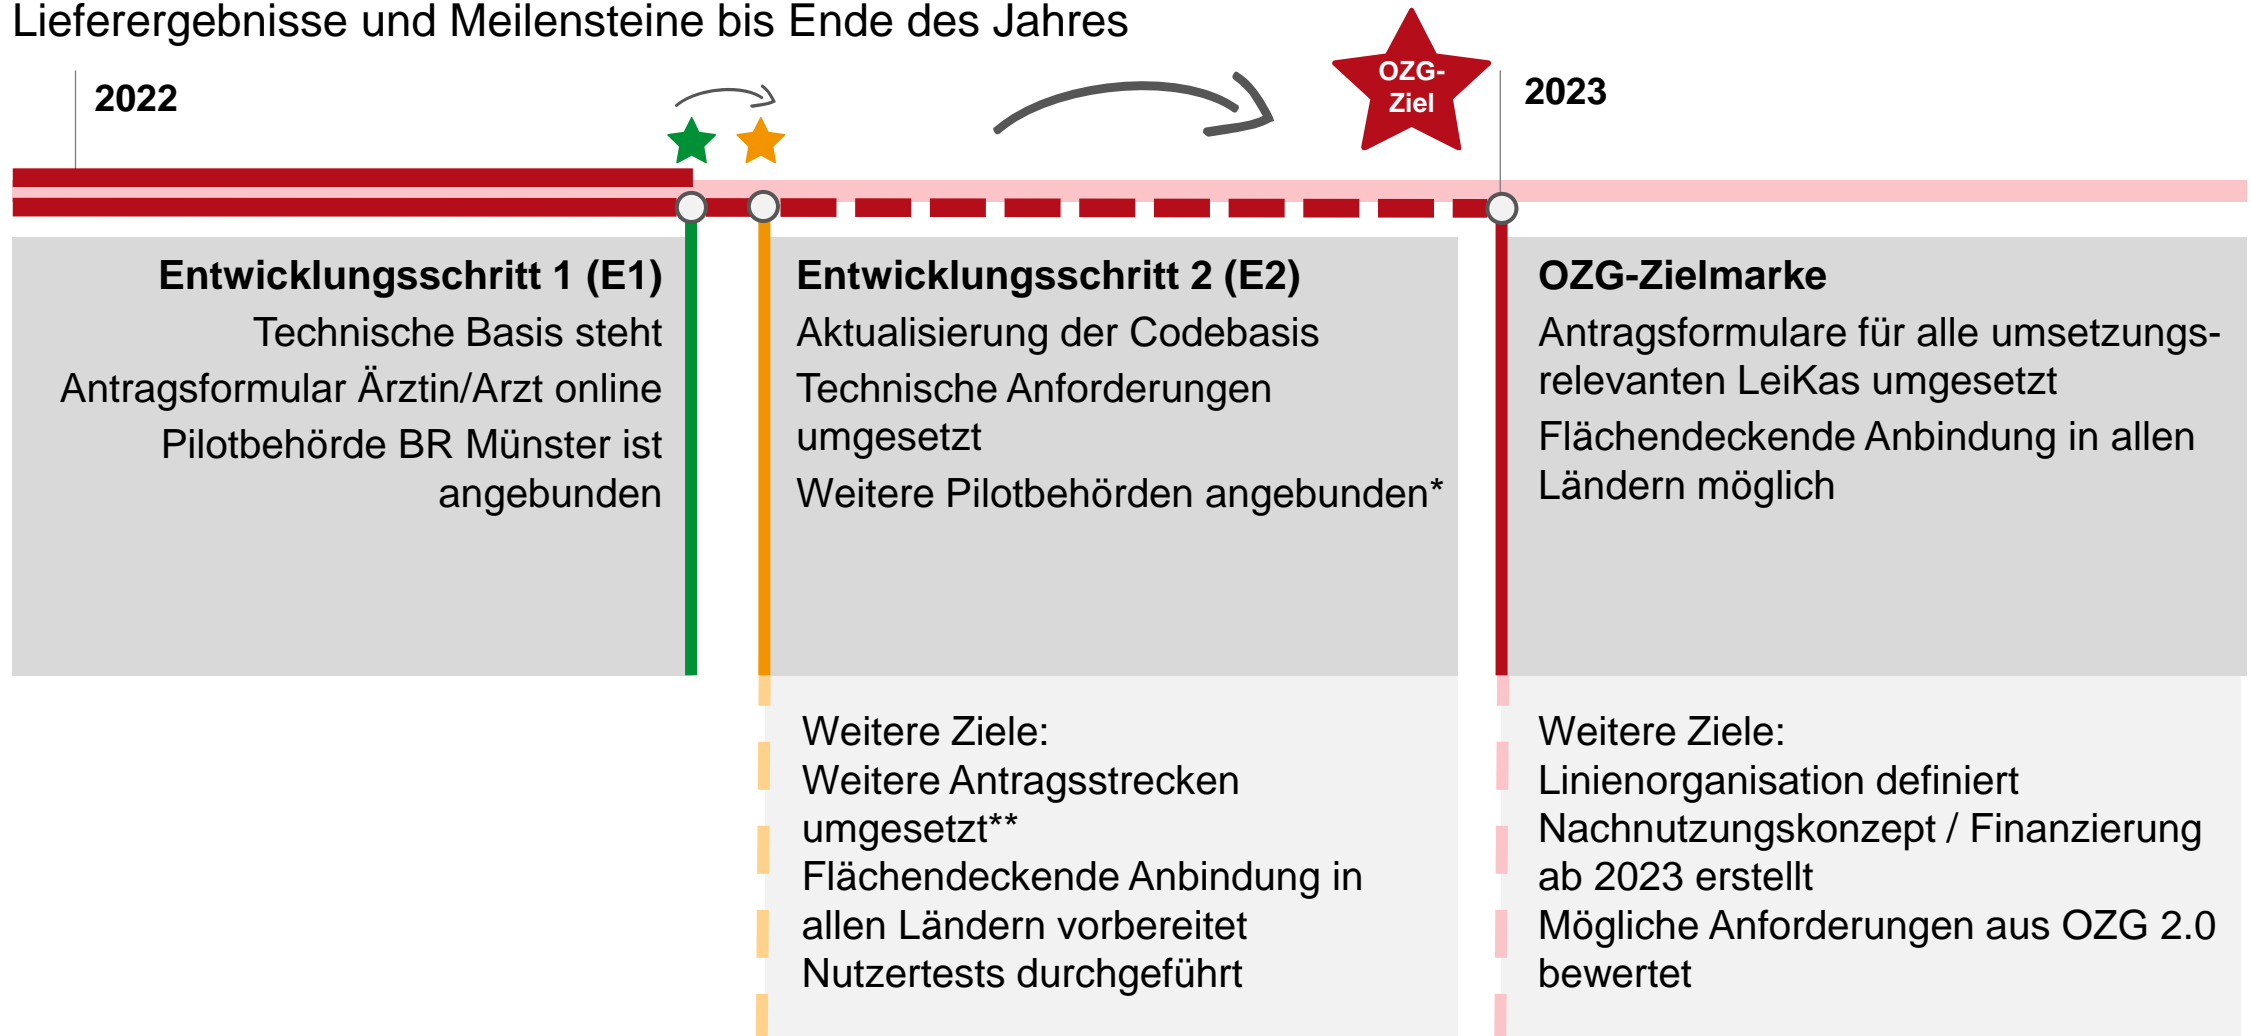 Lieferergebnisse und Meilensteine bis Ende des Jahres
2022
OZG-
Ziel
2023
Entwicklungsschritt 1 (E1)
Technische Basis steht
Antragsformular Ärztin/Arzt online
Pilotbehörde BR Münster ist
angebunden
Entwicklungsschritt 2 (E2)
Aktualisierung der Codebasis
Technische Anforderungen
umgesetzt
Weitere Pilotbehörden angebunden*
Weitere Ziele:
Weitere Antragsstrecken
umgesetzt**
Flächendeckende Anbindung in
allen Ländern vorbereitet
Nutzertests durchgeführt
OZG-Zielmarke
Antragsformulare für alle umsetzungs-
relevanten LeiKas umgesetzt
Flächendeckende Anbindung in allen
Ländern möglich
Weitere Ziele:
Linienorganisation definiert
Nachnutzungskonzept / Finanzierung
ab 2023 erstellt
Mögliche Anforderungen aus OZG 2.0
bewertet